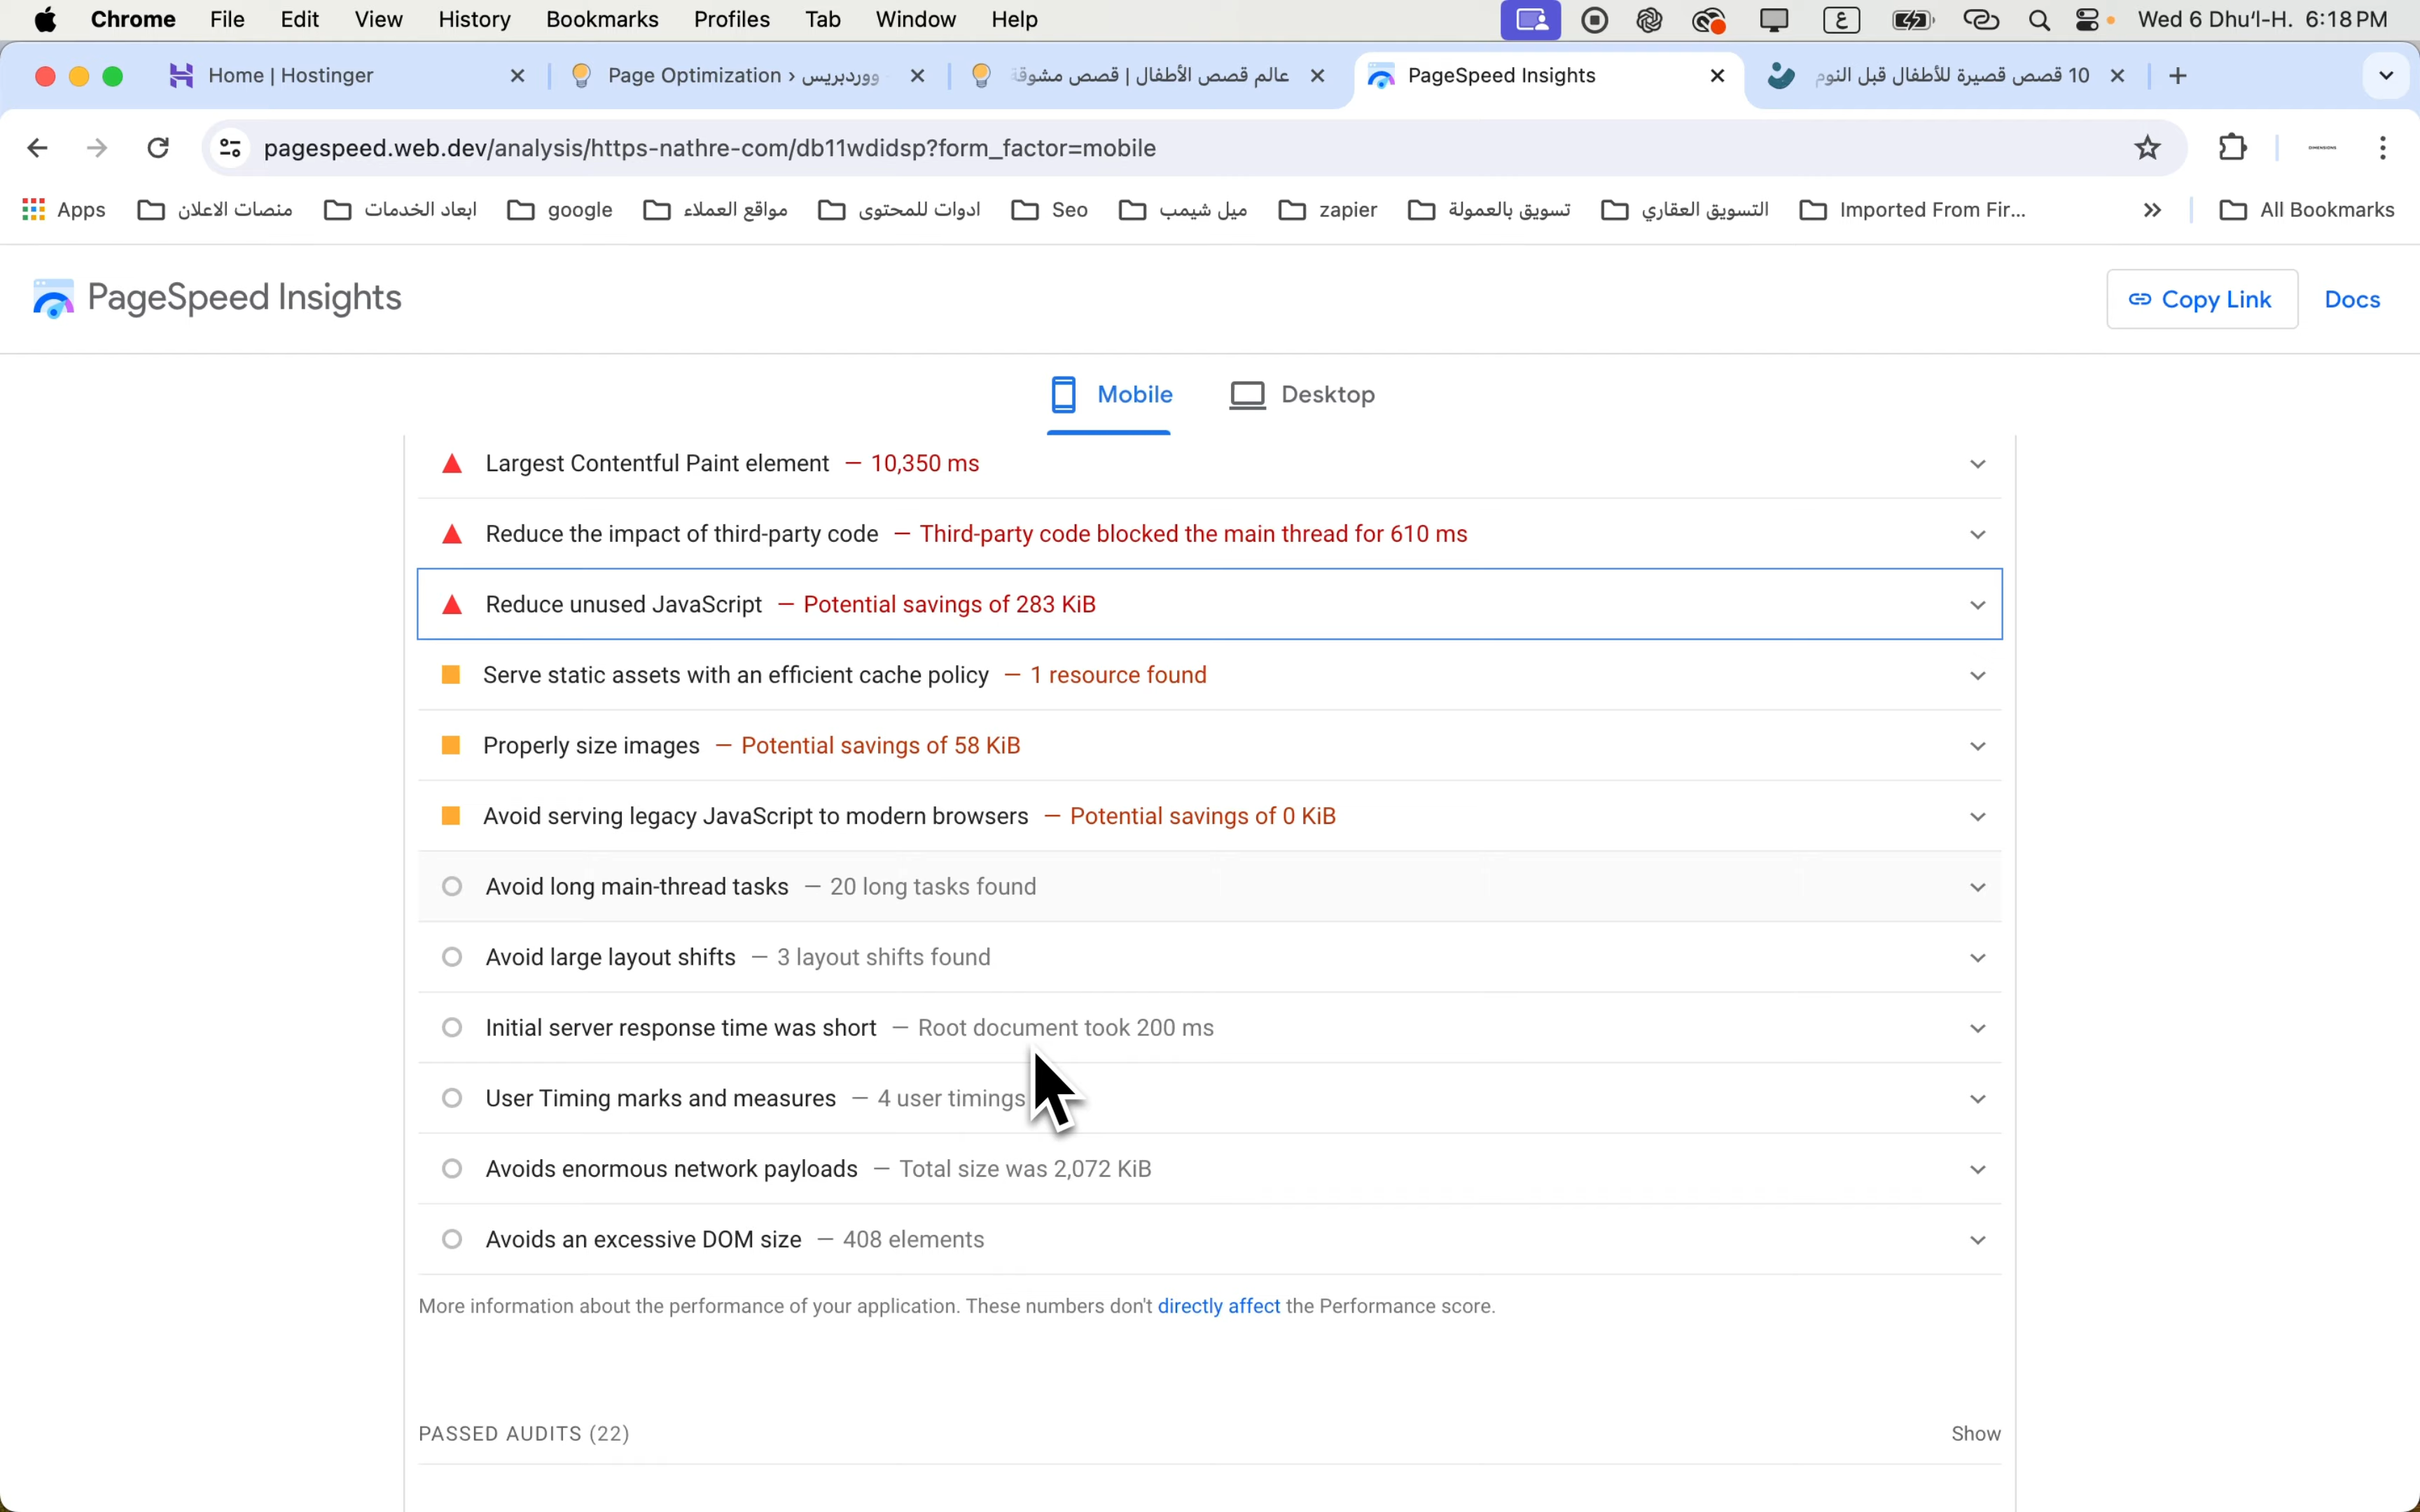 Chrome File Edit View History Bookmarks Profiles Tab Window Help ع Wed 6 Dhuʻl-H. 6:18 PM
Home | Hostinger
Page Optimization › ووردبريس
عالم قصص الأطفال | قصص مشوقة
PageSpeed Insights
10 قصص قصيرة للأطفال قبل النوم
pagespeed.web.dev/analysis/https-nathre-com/db11wdidsp?form_factor=mobile
DIMENSIONS
Apps منصات الاعلان ابعاد الخدمات google مواقع العملاء ادوات للمحتوى Seo ميل شيمب zapier تسويق بالعمولة التسويق العقاري Imported From Fir... All Bookmarks
PageSpeed Insights
Copy Link Docs
Mobile Desktop
Largest Contentful Paint element — 10,350 ms
Reduce the impact of third-party code — Third-party code blocked the main thread for 610 ms
Reduce unused JavaScript — Potential savings of 283 KiB
Serve static assets with an efficient cache policy — 1 resource found
Properly size images — Potential savings of 58 KiB
Avoid serving legacy JavaScript to modern browsers — Potential savings of 0 KiB
Avoid long main-thread tasks — 20 long tasks found
Avoid large layout shifts — 3 layout shifts found
Initial server response time was short — Root document took 200 ms
User Timing marks and measures — 4 user timings
Avoids enormous network payloads — Total size was 2,072 KiB
Avoids an excessive DOM size — 408 elements
More information about the performance of your application. These numbers don't directly affect the Performance score.
PASSED AUDITS (22) Show